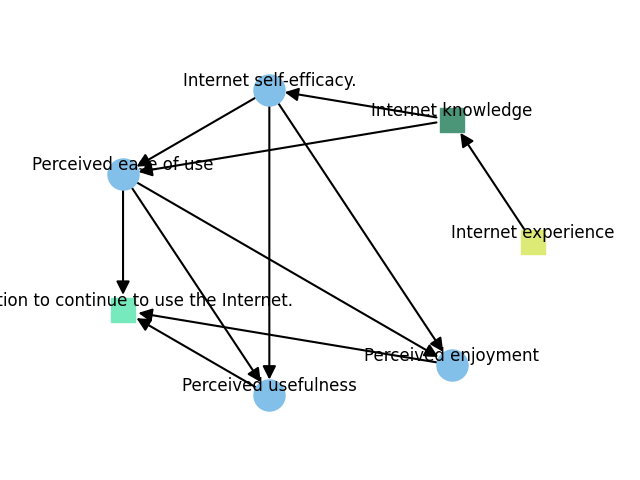 Internet self-efficacy.
Internet knowledge
Perceived ease of use
Internet experience
to continue to use the Internet.
Perceived enjoyment
Perceived usefulness